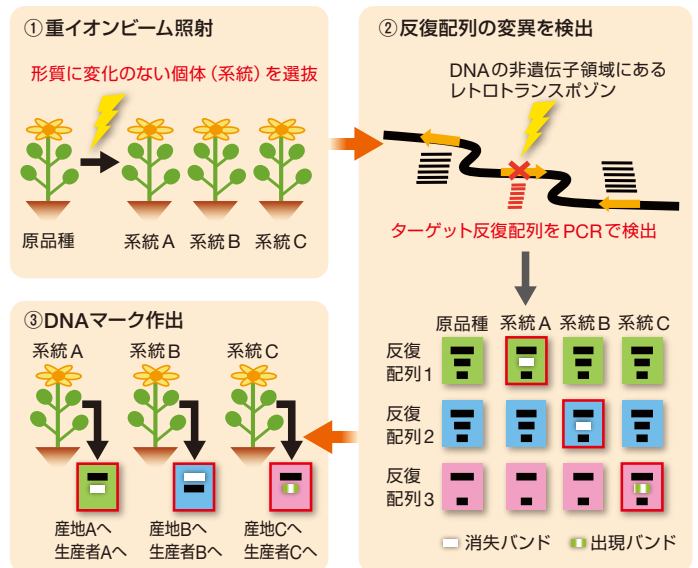 ①重イオンビーム照射
形質に変化のない個体（系統）を選抜
原品種
系統A
系統B
系統C
②反復配列の変異を検出
DNAの非遺伝子領域にある
レトロトランスポゾン
ターゲット反復配列をPCRで検出
原品種
系統A
系統B
系統C
反復
配列1
反復
配列2
反復
配列3
消失バンド
出現バンド
③DNAマーク作出
系統A
系統B
系統C
産地Aへ
生産者Aへ
産地Bへ
生産者Bへ
産地Cへ
生産者Cへ